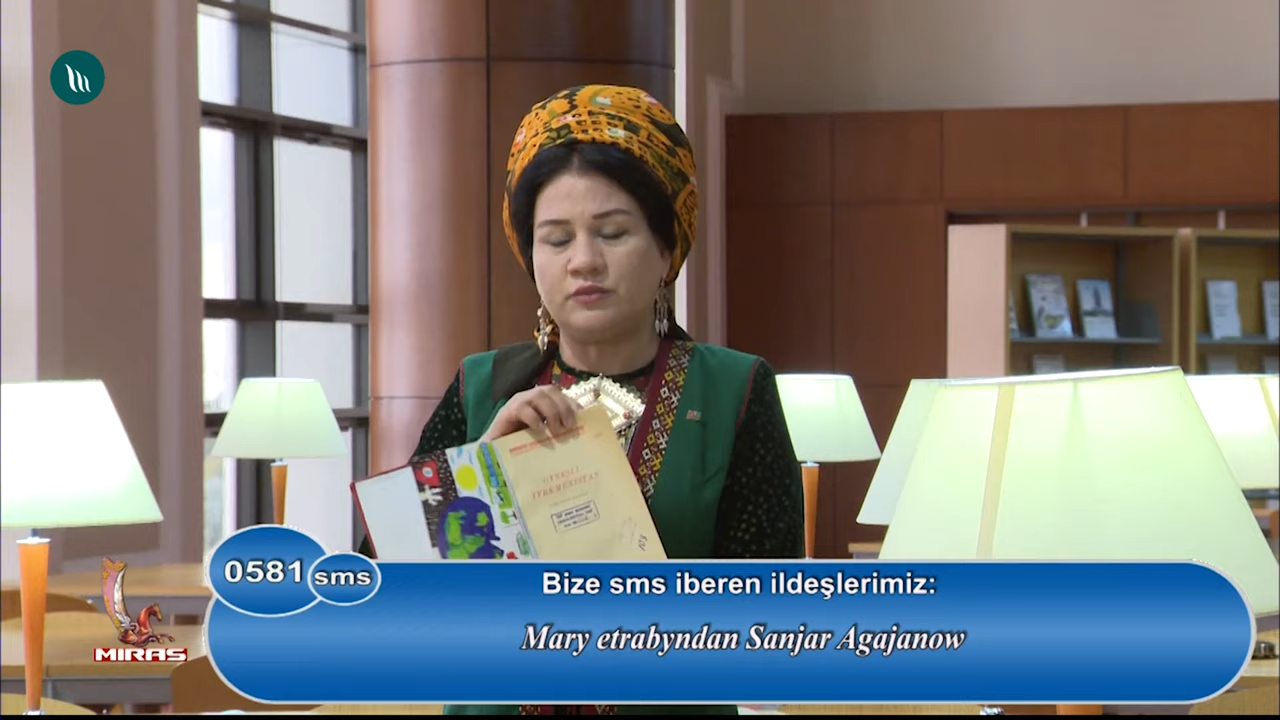 0581 sms
Bize sms iberen ildeşlerimiz:
Mary etrabyndan Sanjar Agajanow
MIRAS